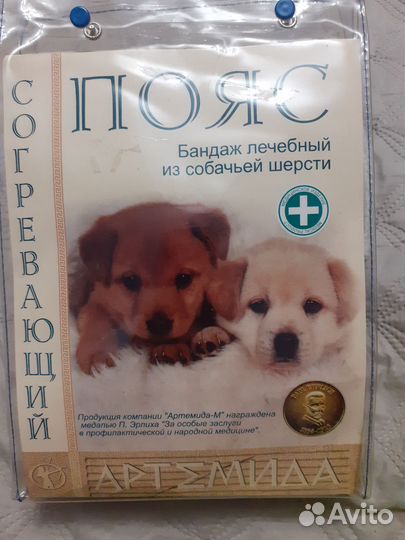 СОГРЕВАЮЩИЙ
ПОЯС
Бандаж лечебный
из собачьей шерсти
Продукция компании "Артемида-М" награждена
медалью П. Эрлиха "За особые заслуги
в профилактической и народной медицине".
АРТЕМИДА
Avito